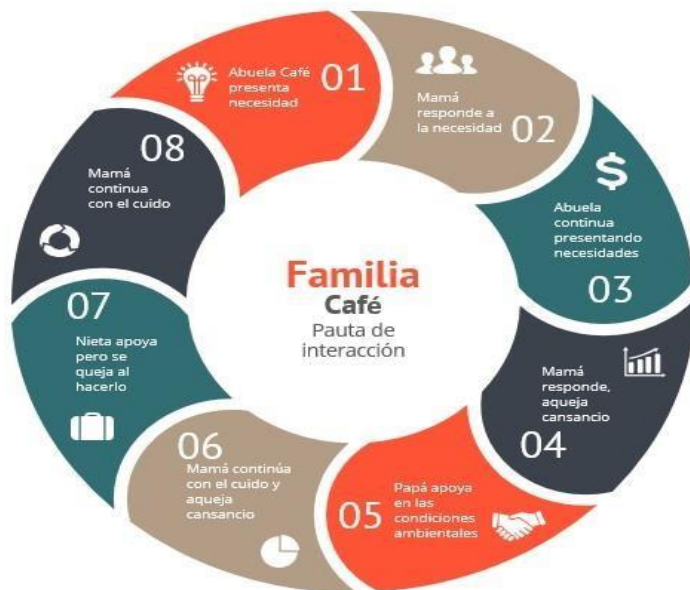 Familia
Café
Pauta de
interacción
01
Abuela Café
presenta
necesidad
02
Mamá
responde a
la necesidad
03
Abuela
continua
presentando
necesidades
04
Mamá
responde,
aqueja
cansancio
05
Papá apoya
en las
condiciones
ambientales
06
Mamá continúa
con el cuido y
aqueja
cansancio
07
Nieta apoya
pero se
queja al
hacerlo
08
Mamá
continua
con el cuido
$